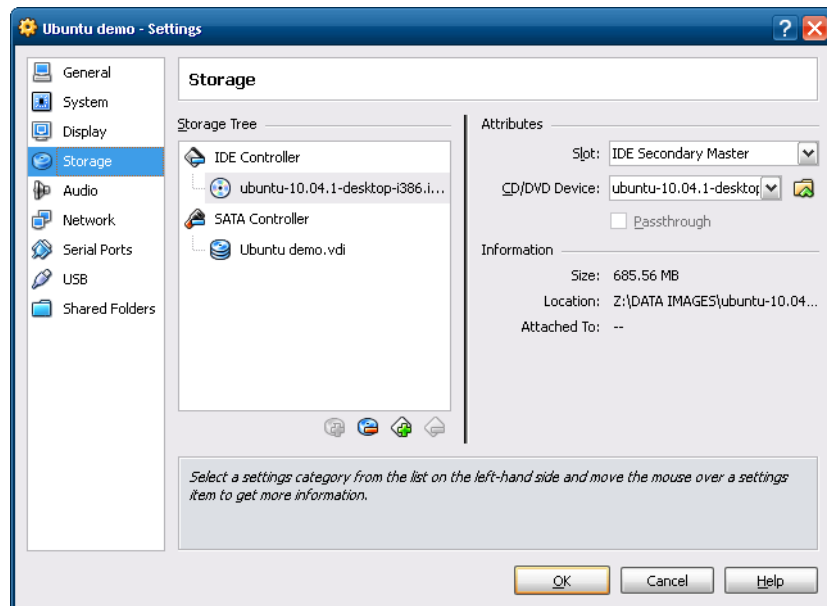 Ubuntu demo - Settings
General
System
Display
Storage
Audio
Network
Serial Ports
USB
Shared Folders
Storage
Storage Tree
IDE Controller
ubuntu-10.04.1-desktop-i386.i...
SATA Controller
Ubuntu demo.vdi
Attributes
Slot: IDE Secondary Master
CD/DVD Device: ubuntu-10.04.1-desktop
Passthrough
Information
Size: 685.56 MB
Location: Z:\DATA IMAGES\ubuntu-10.04...
Attached To: --
Select a settings category from the list on the left-hand side and move the mouse over a settings
item to get more information.
OK Cancel Help